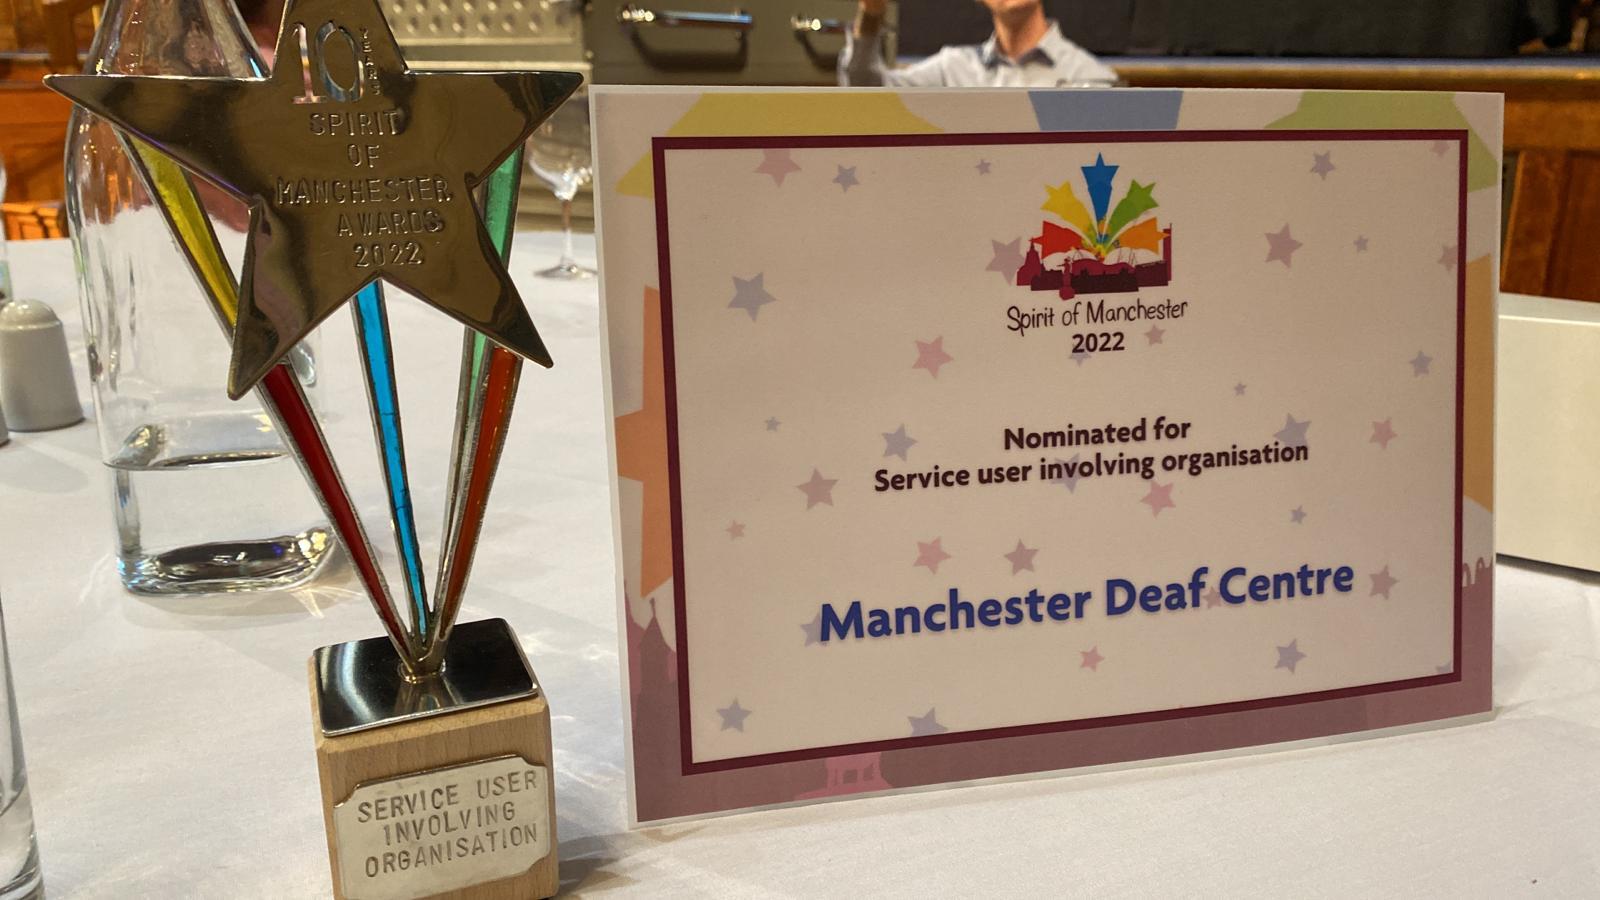 10 YEARS
SPIRIT
OF
MANCHESTER
AWARDS
2022
SERVICE USER
INVOLVING
ORGANISATION
Spirit of Manchester
2022
Nominated for
Service user involving organisation
Manchester Deaf Centre